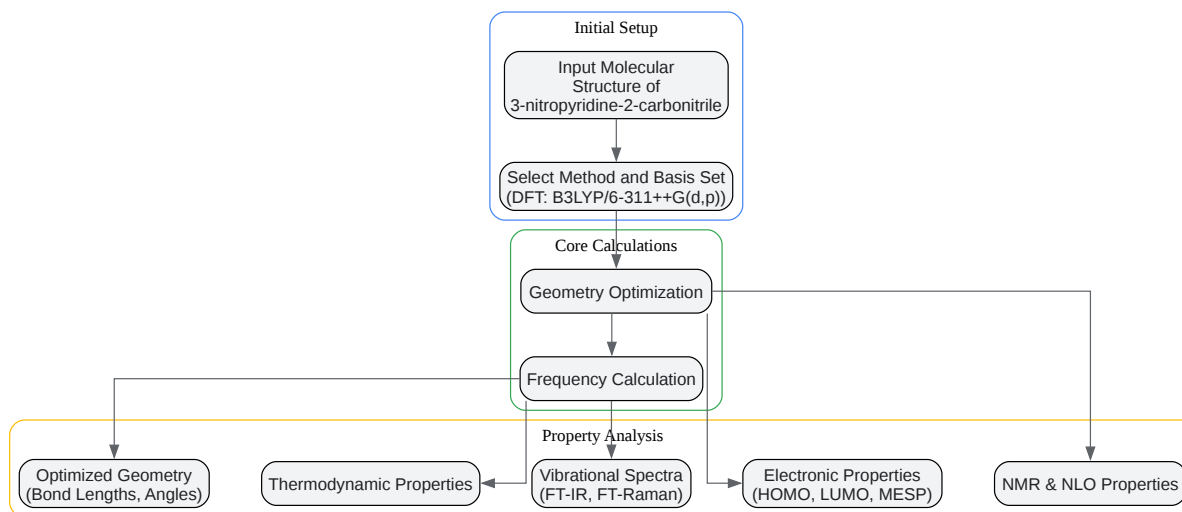 Initial Setup
Input Molecular
Structure of
3-nitropyridine-2-carbonitrile
Select Method and Basis Set
(DFT: B3LYP/6-311++G(d,p))
Core Calculations
Geometry Optimization
Frequency Calculation
Property Analysis
Optimized Geometry
(Bond Lengths, Angles)
Thermodynamic Properties
Vibrational Spectra
(FT-IR, FT-Raman)
Electronic Properties
(HOMO, LUMO, MESP)
NMR & NLO Properties